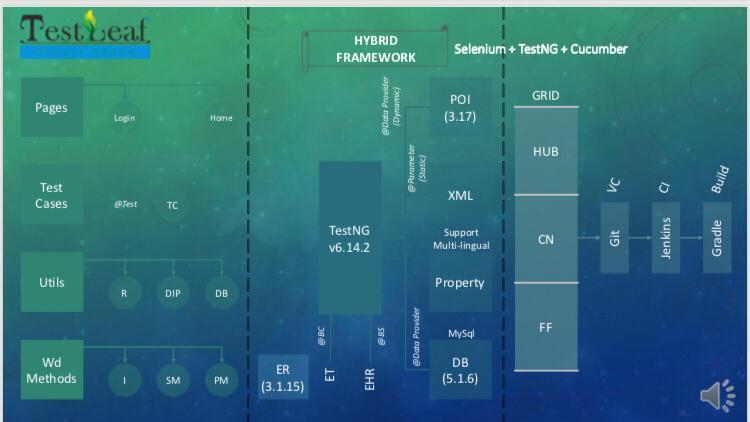 TestLeaf
HYBRID
FRAMEWORK
Selenium + TestNG + Cucumber
Pages
Login
Home
Test
Cases
@Test
TC
Utils
R
DIP
DB
Wd
Methods
I
SM
PM
TestNG
v6.14.2
@BC
@BS
ER
(3.1.15)
ET
EHR
@Data Provider
(Dynamic)
@Parameter
(Static)
@Data Provider
POI
(3.17)
XML
Support
Multi-lingual
Property
MySql
DB
(5.1.6)
GRID
HUB
CN
FF
VC
CI
Build
Git
Jenkins
Gradle